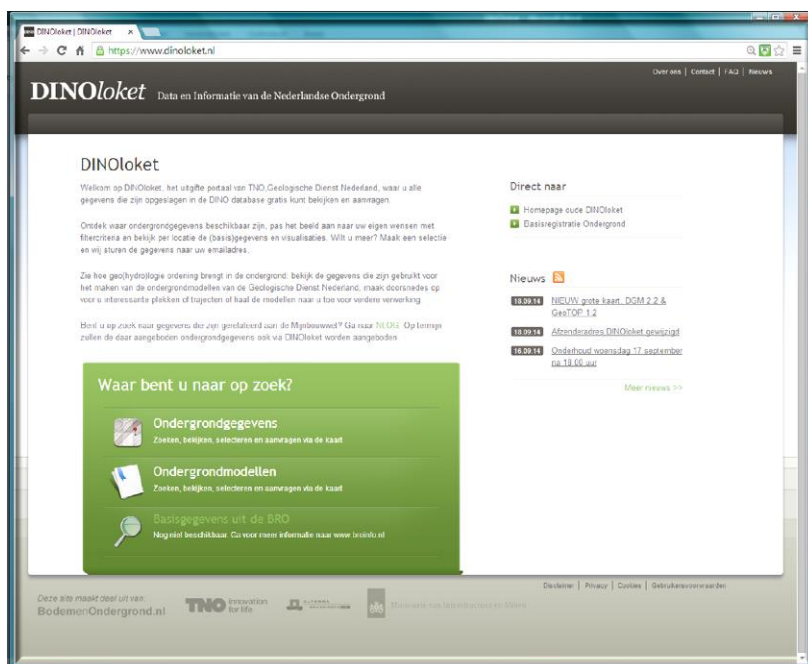 DINOloket | DINOloket
https://www.dinoloket.nl
Over ons | Contact | FAQ | Nieuws
DINOloket Data en Informatie van de Nederlandse Ondergrond
DINOloket
Welkom op DINOloket, het uitgifte portaal van TNO,Geologische Dienst Nederland, waar u alle
gegevens die zijn opgeslagen in de DINO database gratis kunt bekijken en aanvragen.
Ontdek waar ondergrondgegevens beschikbaar zijn, pas het beeld aan naar uw eigen wensen met
filtercriteria en bekijk per locatie de (basis)gegevens en visualisaties. Wilt u meer? Maak een selectie
en wij sturen de gegevens naar uw emailadres.
Zie hoe geo(hydro)logie ordening brengt in de ondergrond: bekijk de gegevens die zijn gebruikt voor
het maken van de ondergrondmodellen van de Geologische Dienst Nederland, maak doorsnedes op
voor u interessante plekken of trajecten of haal de modellen naar u toe voor verdere verwerking.
Bent u op zoek naar gegevens die zijn gerelateerd aan de Mijnbouwwet? Ga naar NLOG. Op termijn
zullen de daar aangeboden ondergrondgegevens ook via DINOloket worden aangeboden.
Waar bent u naar op zoek?
Ondergrondgegevens
Zoeken, bekijken, selecteren en aanvragen via de kaart
Ondergrondmodellen
Zoeken, bekijken, selecteren en aanvragen via de kaart
Basisgegevens uit de BRO
Nog niet beschikbaar. Ga voor meer informatie naar www.broinfo.nl
Direct naar
Homepage oude DINOloket
Basisregistratie Ondergrond
Nieuws
18.09.14 NIEUW grote kaart, DGM 2.2 &
GeoTOP 1.2
18.09.14 Afzenderadres DINOloket gewijzigd
16.09.14 Onderhoud woensdag 17 september
na 18.00 uur
Meer nieuws >>
Disclaimer | Privacy | Cookies | Gebruikersvoorwaarden
Deze site maakt deel uit van:
BodemenOndergrond.nl
TNO innovation
for life
Ministerie van Infrastructuur en Milieu